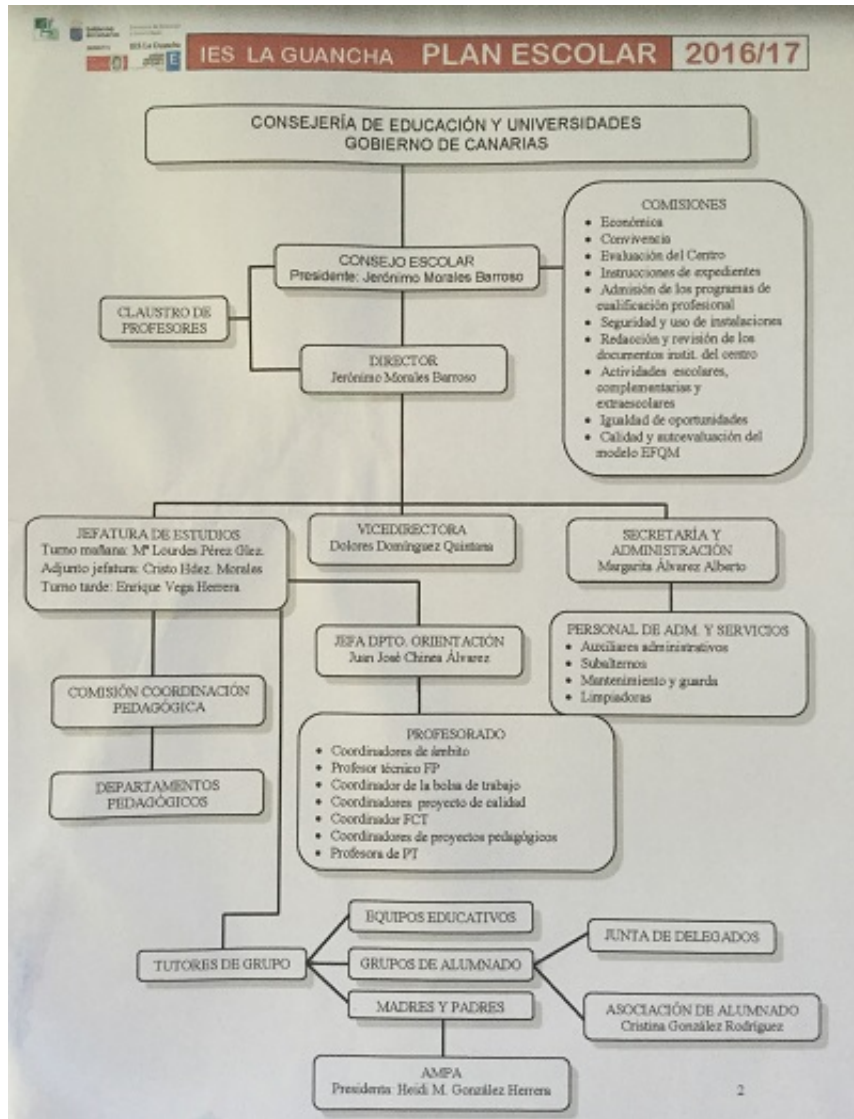 Gobierno de Canarias
IES La Guancha
IES LA GUANCHA PLAN ESCOLAR 2016/17
CONSEJERÍA DE EDUCACIÓN Y UNIVERSIDADES
GOBIERNO DE CANARIAS
COMISIONES
• Económica
• Convivencia
• Evaluación del Centro
• Instrucciones de expedientes
• Admisión de los programas de
cualificación profesional
• Seguridad y uso de instalaciones
• Redacción y revisión de los
documentos instit. del centro
• Actividades escolares,
complementarias y
extraescolares
• Igualdad de oportunidades
• Calidad y autoevaluación del
modelo EFQM
CONSEJO ESCOLAR
Presidente: Jerónimo Morales Barroso
CLAUSTRO DE
PROFESORES
DIRECTOR
Jerónimo Morales Barroso
JEFATURA DE ESTUDIOS
Turno mañana: Mª Lourdes Pérez Glez.
Adjunto jefatura: Cristo Hdez. Morales
Turno tarde: Enrique Vega Herrera
VICEDIRECTORA
Dolores Domínguez Quintana
SECRETARÍA Y
ADMINISTRACIÓN
Margarita Álvarez Alberto
JEFA DPTO. ORIENTACIÓN
Juan José Chinea Álvarez
PERSONAL DE ADM. Y SERVICIOS
• Auxiliares administrativos
• Subalternos
• Mantenimiento y guarda
• Limpiadoras
COMISIÓN COORDINACIÓN
PEDAGÓGICA
DEPARTAMENTOS
PEDAGÓGICOS
PROFESORADO
• Coordinadores de ámbito
• Profesor técnico FP
• Coordinador de la bolsa de trabajo
• Coordinadores proyecto de calidad
• Coordinador FCT
• Coordinadores de proyectos pedagógicos
• Profesora de PT
TUTORES DE GRUPO
EQUIPOS EDUCATIVOS
GRUPOS DE ALUMNADO
MADRES Y PADRES
JUNTA DE DELEGADOS
ASOCIACIÓN DE ALUMNADO
Cristina González Rodríguez
AMPA
Presidenta: Heidi M. González Herrera
2